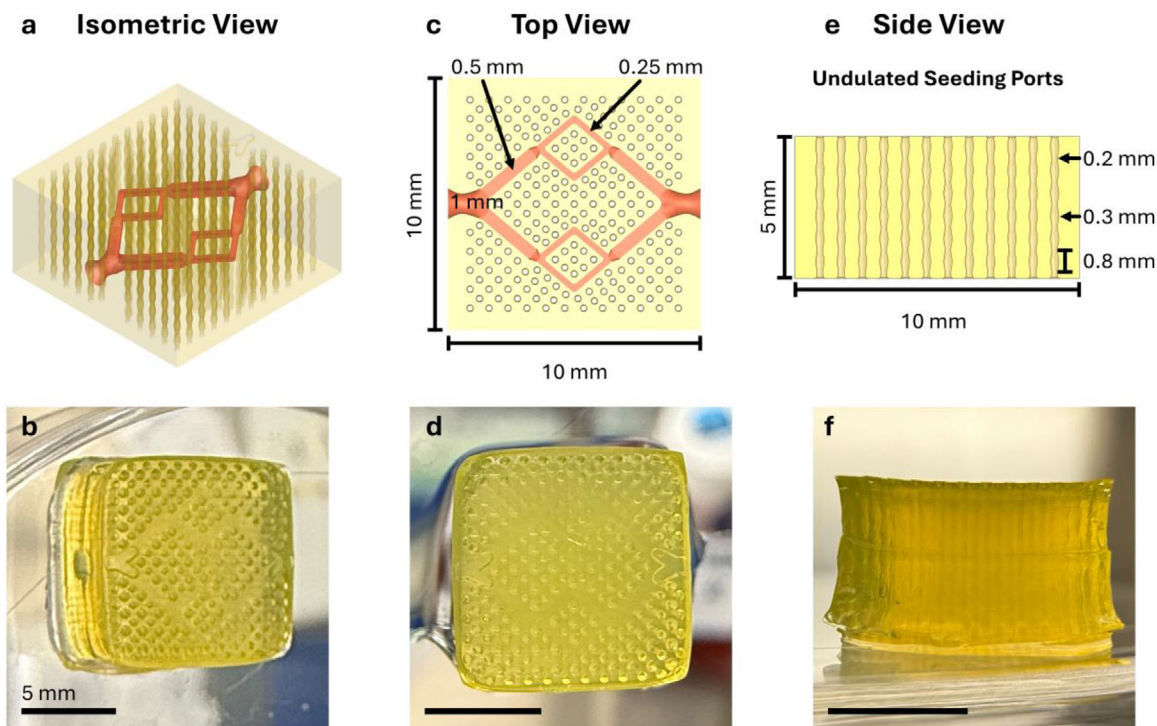 a Isometric View
c Top View
e Side View
0.5 mm
0.25 mm
1 mm
10 mm
10 mm
Undulated Seeding Ports
0.2 mm
0.3 mm
0.8 mm
5 mm
10 mm
b
5 mm
d
f